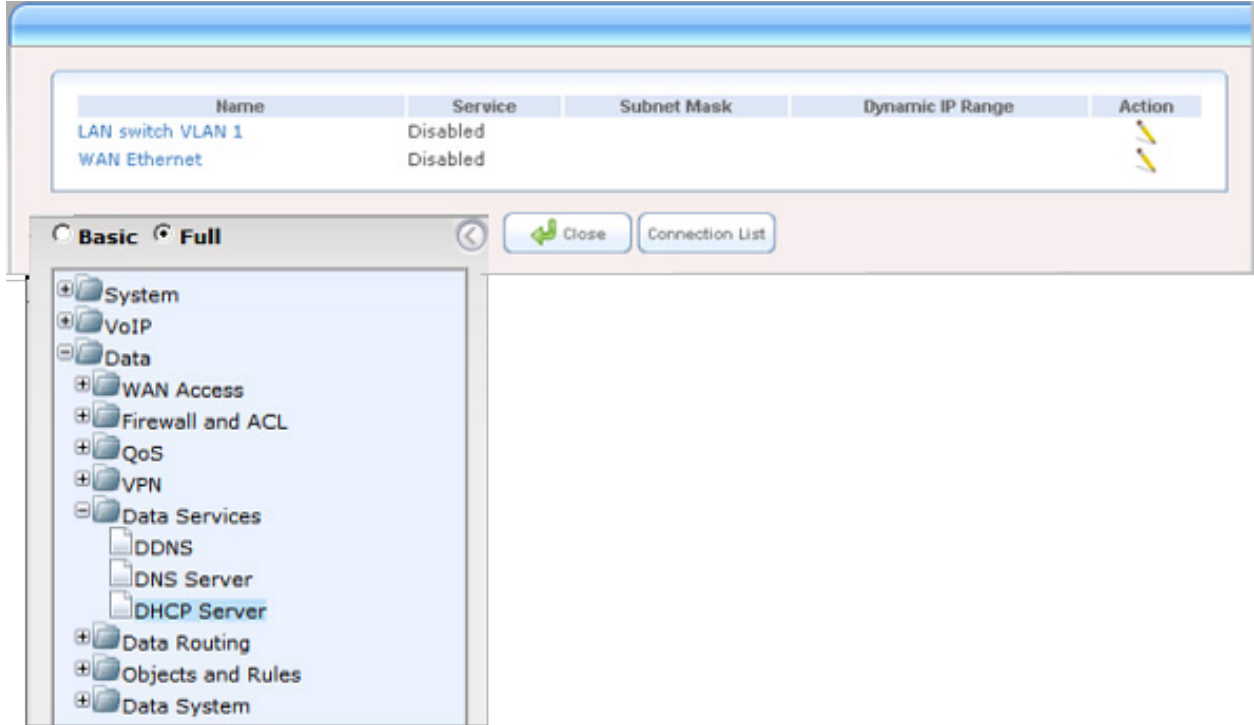 Name Service Subnet Mask Dynamic IP Range Action
LAN switch VLAN 1 Disabled
WAN Ethernet Disabled
Close Connection List
Basic Full
System
VoIP
Data
WAN Access
Firewall and ACL
QoS
VPN
Data Services
DDNS
DNS Server
DHCP Server
Data Routing
Objects and Rules
Data System